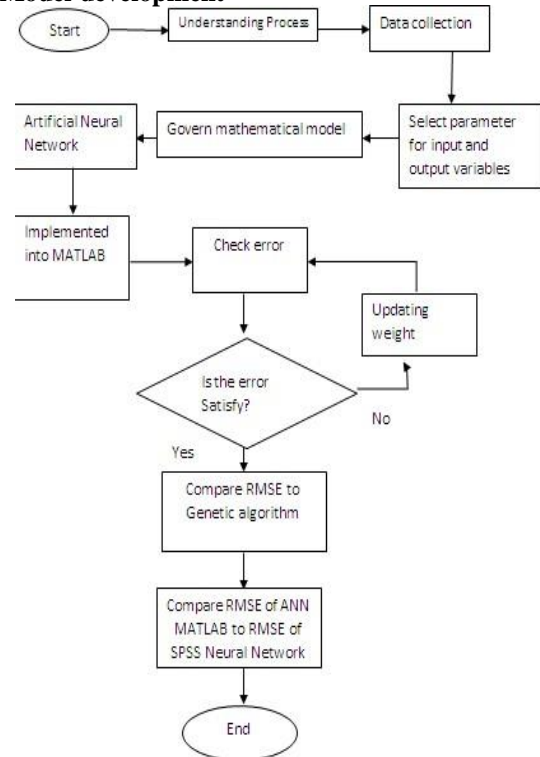 Model development
Start
Understanding Process
Data collection
Select parameter
for input and
output variables
Govern mathematical model
Artificial Neural
Network
Implemented
into MATLAB
Check error
Updating
weight
Is the error
Satisfy?
No
Yes
Compare RMSE to
Genetic algorithm
Compare RMSE of ANN
MATLAB to RMSE of
SPSS Neural Network
End